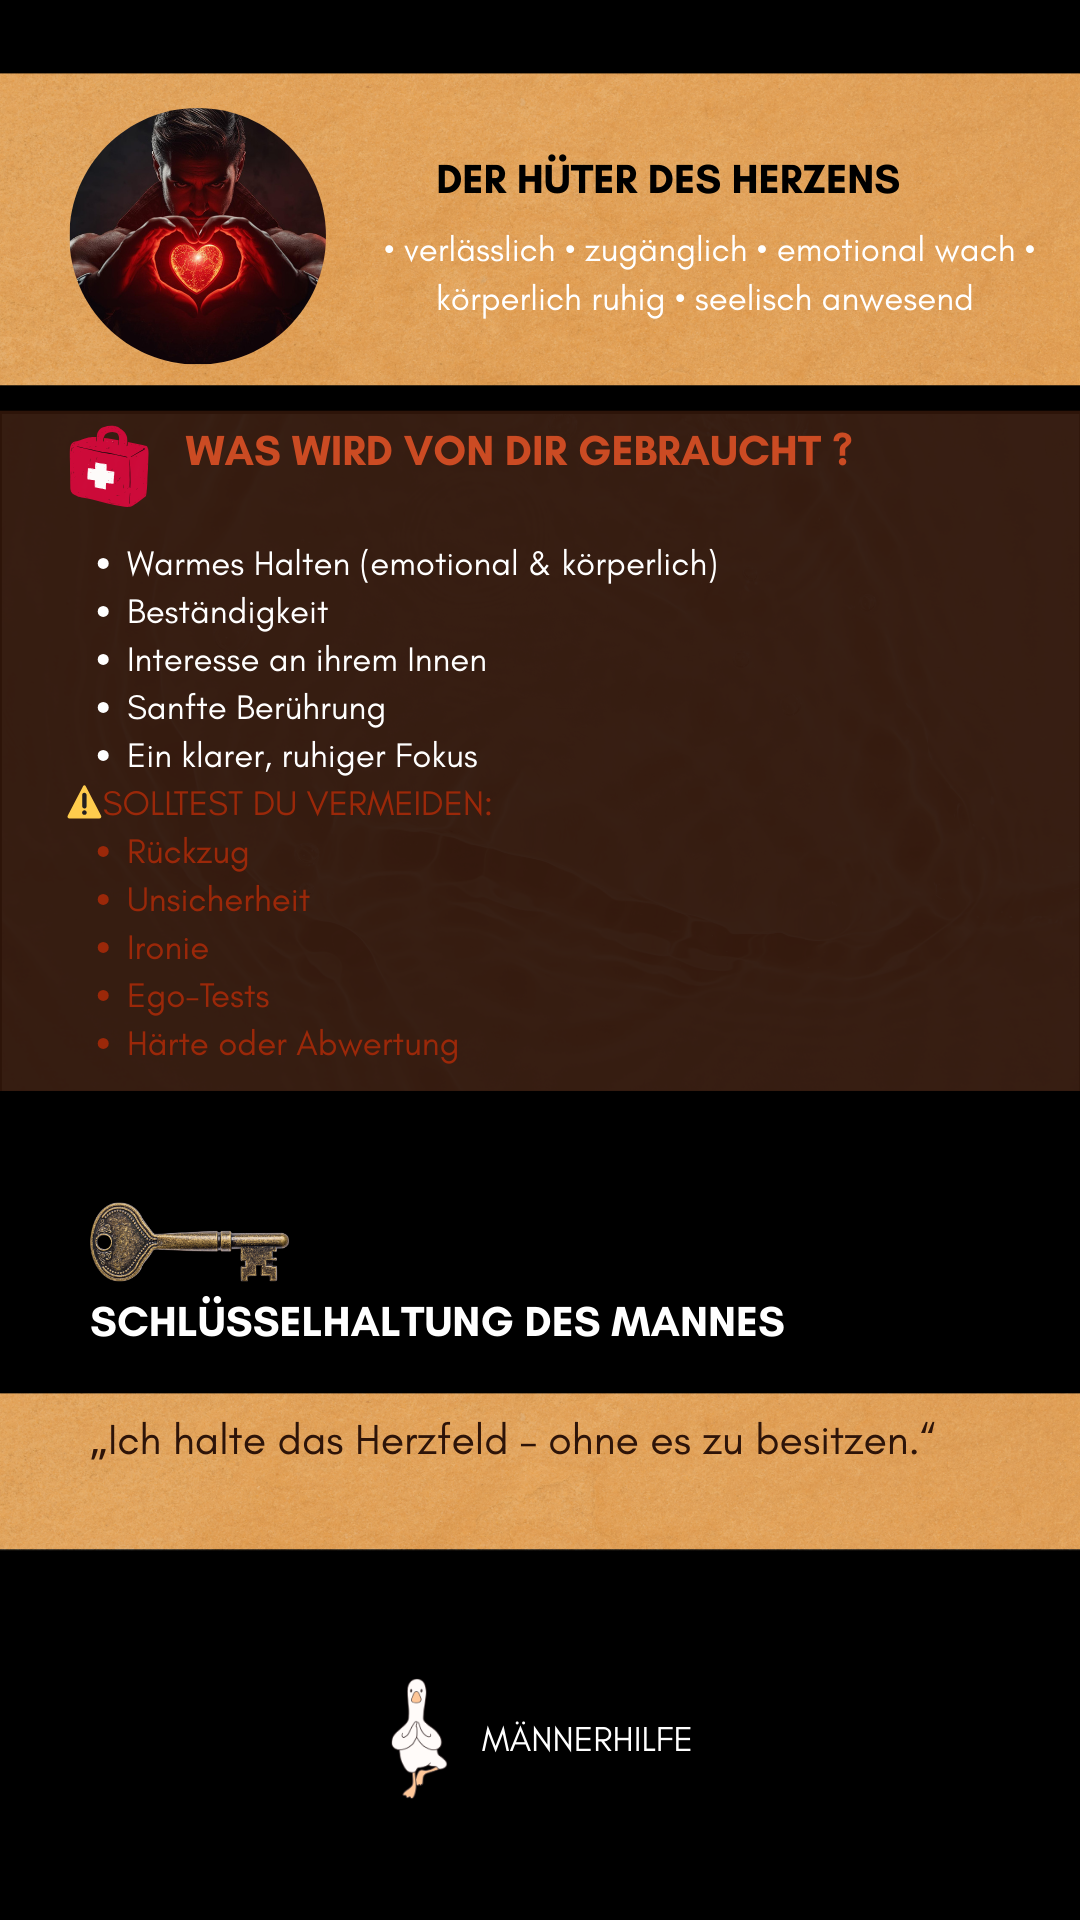 DER HÜTER DES HERZENS
• verlässlich • zugänglich • emotional wach •
körperlich ruhig • seelisch anwesend
WAS WIRD VON DIR GEBRAUCHT ?
• Warmes Halten (emotional & körperlich)
• Beständigkeit
• Interesse an ihrem Innen
• Sanfte Berührung
• Ein klarer, ruhiger Fokus
⚠️SOLLTEST DU VERMEIDEN:
• Rückzug
• Unsicherheit
• Ironie
• Ego-Tests
• Härte oder Abwertung
SCHLÜSSELHALTUNG DES MANNES
„Ich halte das Herzfeld – ohne es zu besitzen.“
MÄNNERHILFE